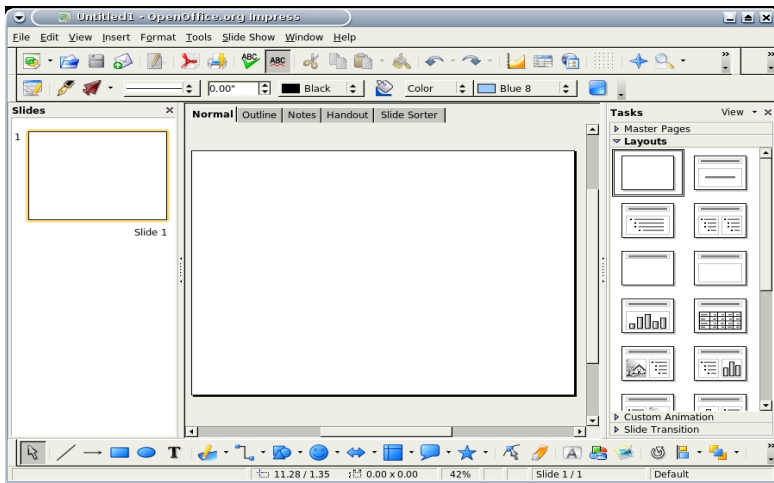 Untitled1 - OpenOffice.org Impress
File Edit View Insert Format Tools Slide Show Window Help
ABC ABC
0.00" Black Color Blue 8
Slides
Normal Outline Notes Handout Slide Sorter
Tasks View
Master Pages
Layouts
1
Slide 1
Custom Animation
Slide Transition
T A
11.28 / 1.35 0.00 x 0.00 42% Slide 1 / 1 Default